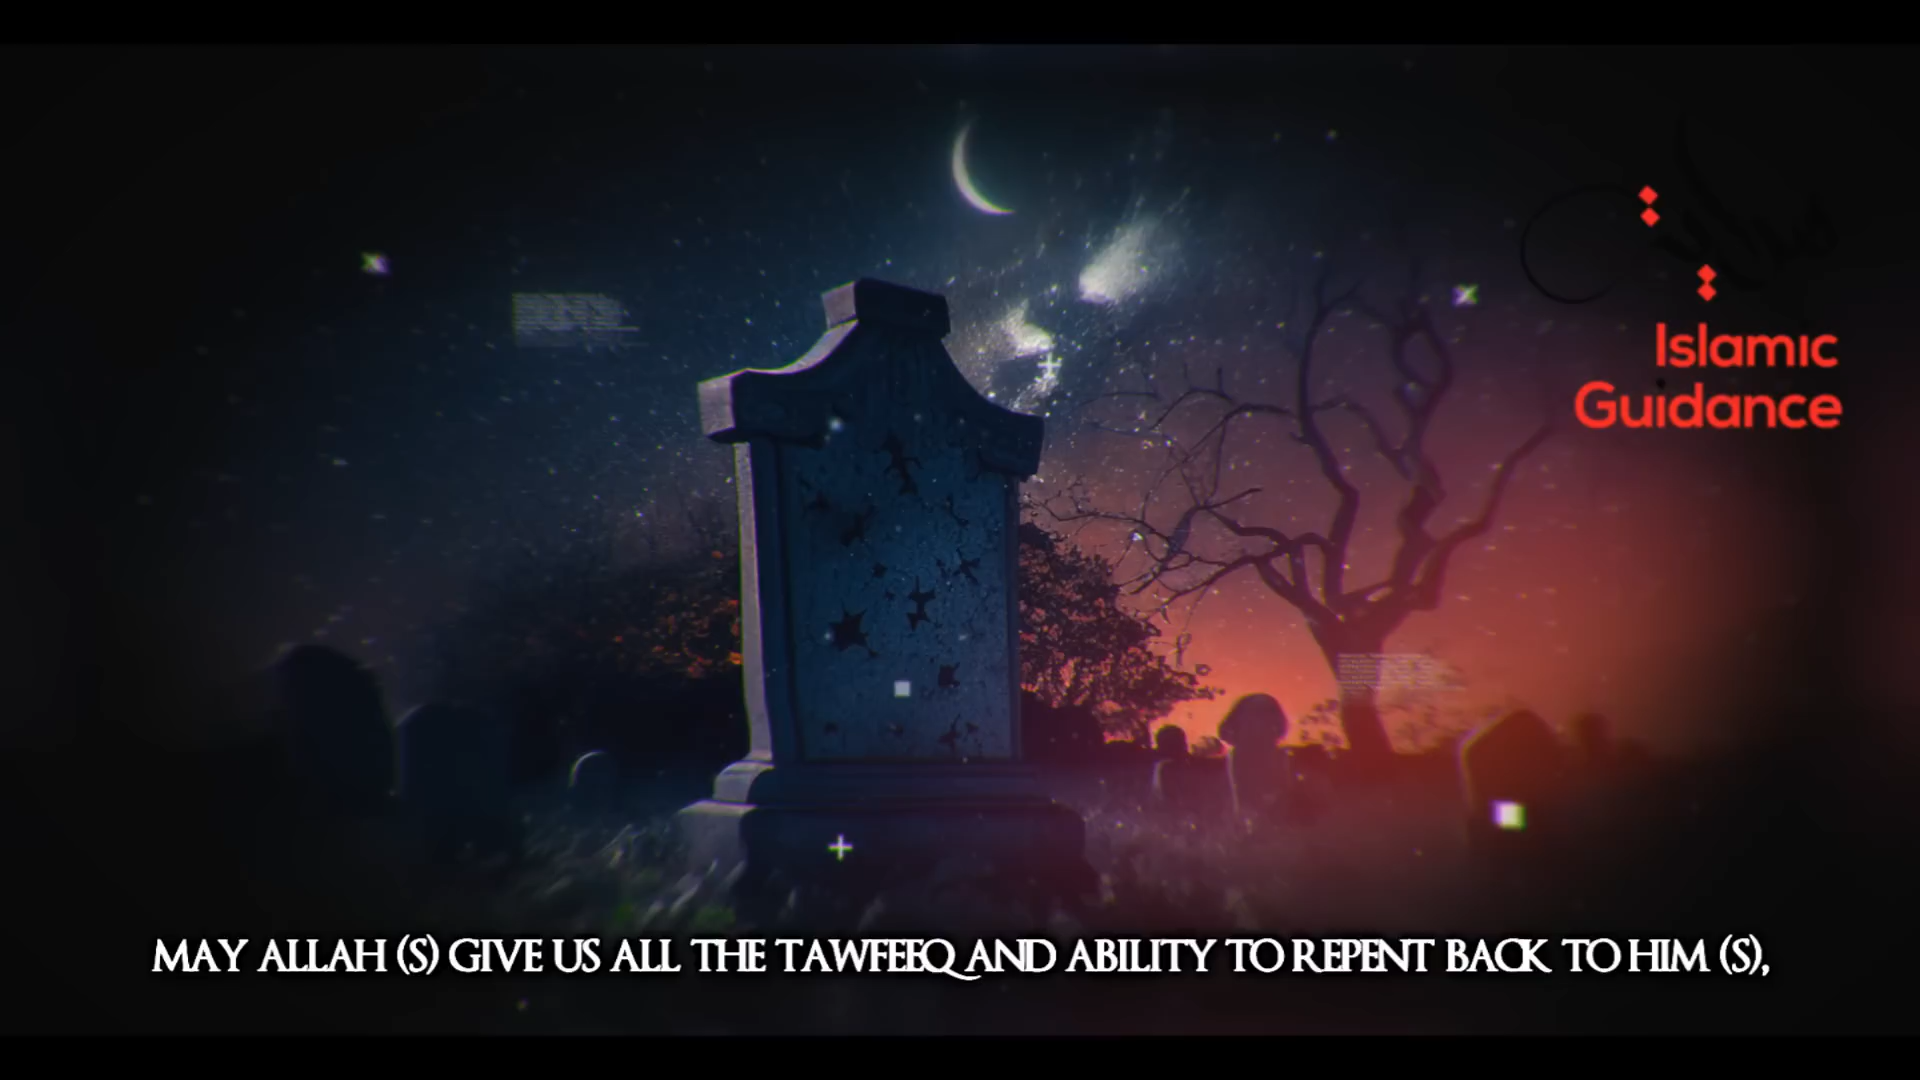 Islamic
Guidance
MAY ALLAH (S) GIVE US ALL THE TAWFEEQ AND ABILITY TO REPENT BACK TO HIM (S),